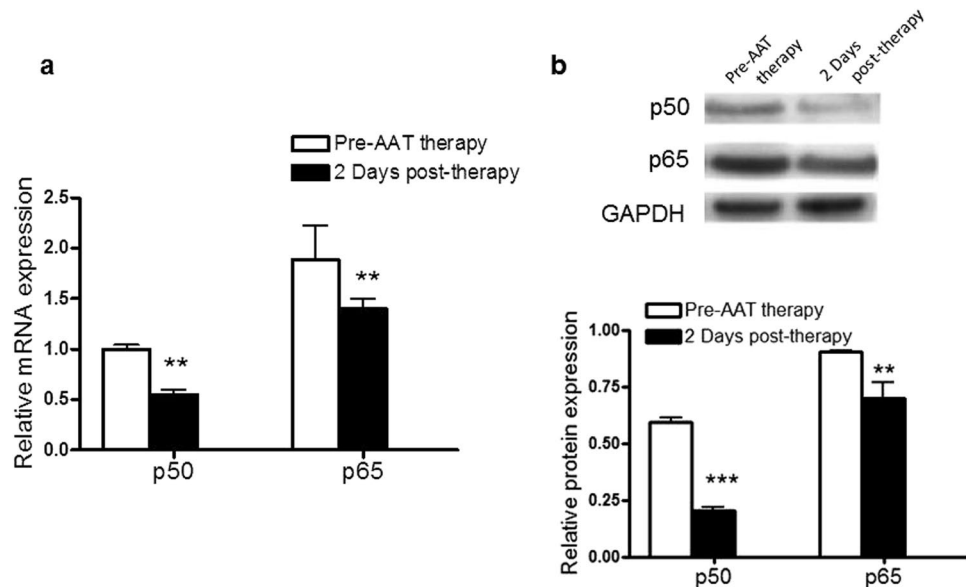 a
Pre-AAT therapy
2 Days post-therapy
Relative mRNA expression
2.5
2.0
1.5
1.0
0.5
0.0
**
**
p50
p65
b
Pre-AAT
therapy
2 Days
post-therapy
p50
p65
GAPDH
Pre-AAT therapy
2 Days post-therapy
Relative protein expression
1.00
0.75
0.50
0.25
0.00
***
**
p50
p65